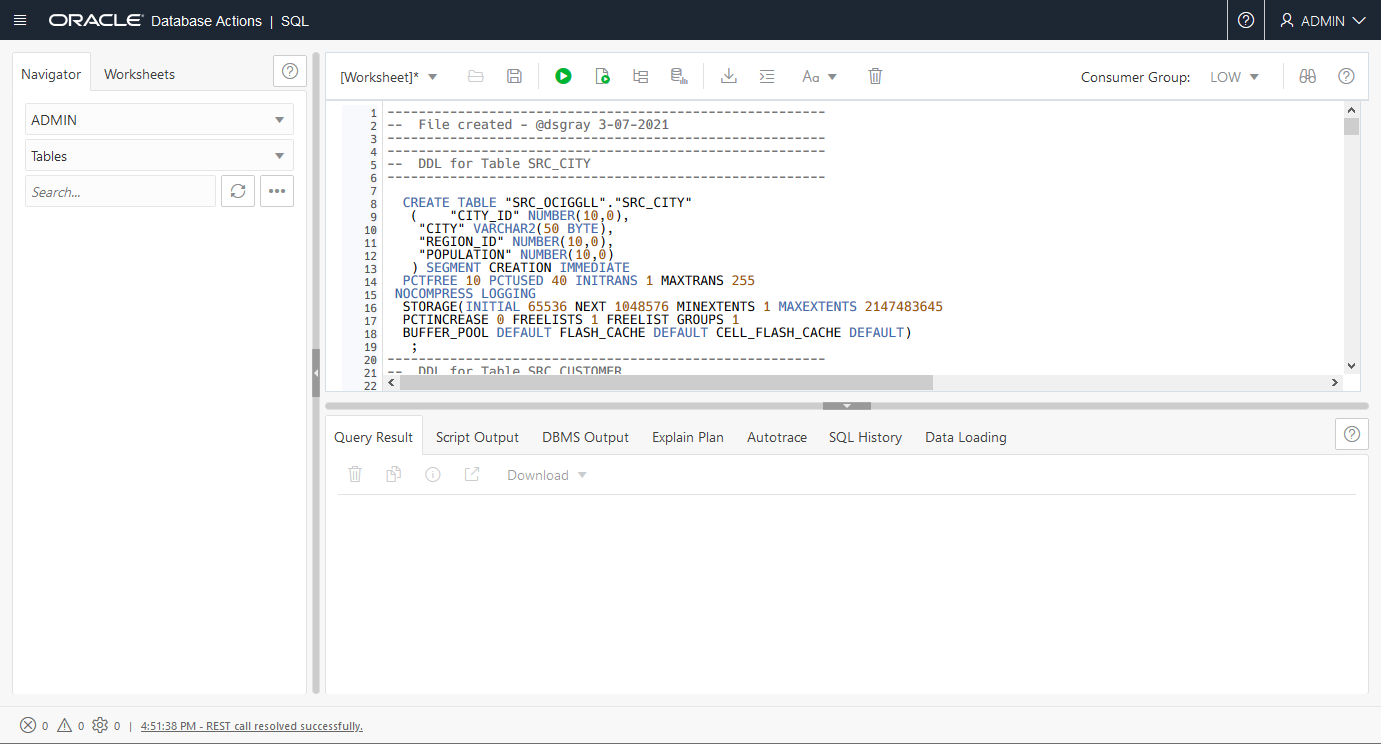 ORACLE Database Actions | SQL
ADMIN
Navigator
Worksheets
ADMIN
Tables
Search...
[Worksheet]*
Aa
Consumer Group: LOW
1 --------------------------------------------------------
2 --  File created - @dsgray 3-07-2021
3 --------------------------------------------------------
4 --------------------------------------------------------
5 --  DDL for Table SRC_CITY
6 --------------------------------------------------------
7
8   CREATE TABLE "SRC_OCIGGLL"."SRC_CITY"
9    (    "CITY_ID" NUMBER(10,0),
10     "CITY" VARCHAR2(50 BYTE),
11     "REGION_ID" NUMBER(10,0),
12     "POPULATION" NUMBER(10,0)
13    ) SEGMENT CREATION IMMEDIATE
14   PCTFREE 10 PCTUSED 40 INITRANS 1 MAXTRANS 255
15  NOCOMPRESS LOGGING
16   STORAGE(INITIAL 65536 NEXT 1048576 MINEXTENTS 1 MAXEXTENTS 2147483645
17   PCTINCREASE 0 FREELISTS 1 FREELIST GROUPS 1
18   BUFFER_POOL DEFAULT FLASH_CACHE DEFAULT CELL_FLASH_CACHE DEFAULT)
19    ;
20 --------------------------------------------------------
21 --  DDL for Table SRC_CUSTOMER
22
Query Result
Script Output
DBMS Output
Explain Plan
Autotrace
SQL History
Data Loading
Download
0 0 0 | 4:51:38 PM - REST call resolved successfully.